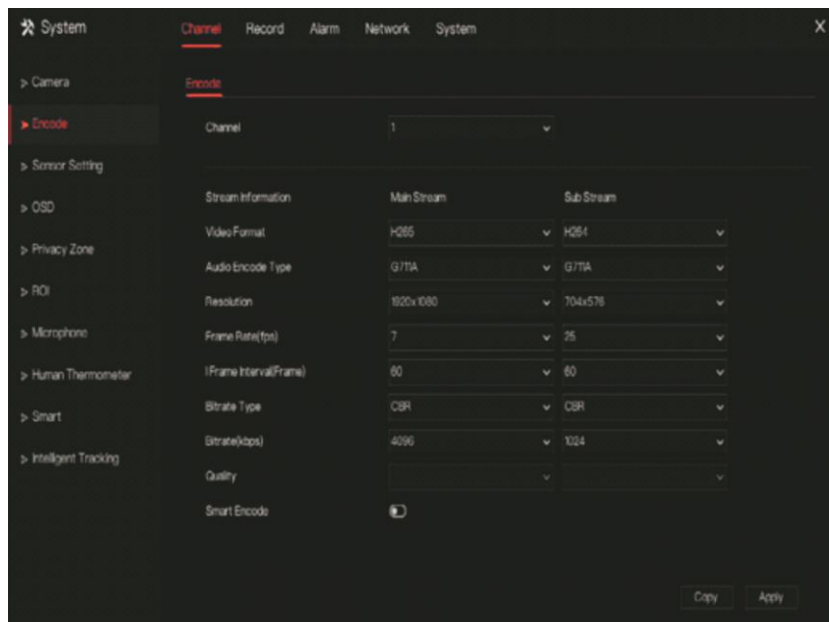 System
Channel Record Alarm Network System X
Camera
Encode
Sensor Setting
OSD
Privacy Zone
ROI
Microphone
Human Thermometer
Smart
Intelligent Tracking
Encode
Channel 1
Stream Information Main Stream Sub Stream
Video Format H265 H264
Audio Encode Type G711A G711A
Resolution 1920x1080 704x576
Frame Rate(fps) 7 25
I Frame Interval(Frame) 60 60
Bitrate Type CBR CBR
Bitrate(kbps) 4096 1024
Quality
Smart Encode
Copy Apply